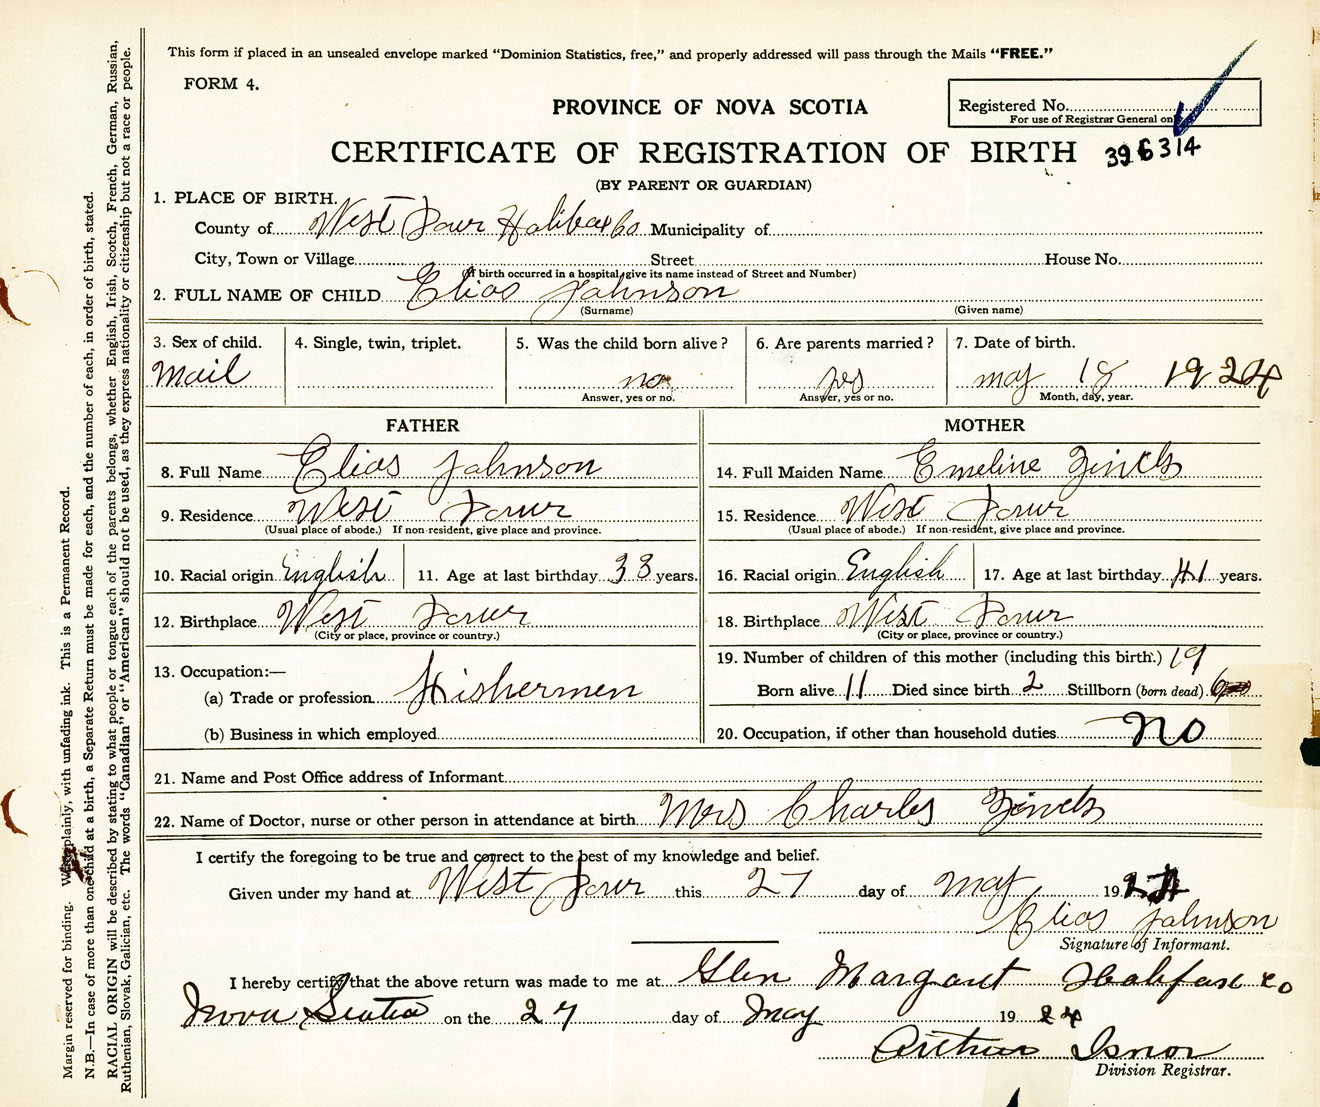 This form if placed in an unsealed envelope marked "Dominion Statistics, free," and properly addressed will pass through the Mails "FREE."
FORM 4.
PROVINCE OF NOVA SCOTIA
Registered No.
For use of Registrar General only
CERTIFICATE OF REGISTRATION OF BIRTH 396314
(BY PARENT OR GUARDIAN)
1. PLACE OF BIRTH.
County of West Dover Halifax Co Municipality of
City, Town or Village Street House No.
(If birth occurred in a hospital, give its name instead of Street and Number)
2. FULL NAME OF CHILD Elias Johnson
(Surname) (Given name)
3. Sex of child. 4. Single, twin, triplet. 5. Was the child born alive? 6. Are parents married? 7. Date of birth.
Mail no yes may 18 1924
Answer, yes or no. Answer, yes or no. Month, day, year.
FATHER MOTHER
8. Full Name Elias Johnson 14. Full Maiden Name Emeline Zinck
9. Residence West Dover 15. Residence West Dover
(Usual place of abode.) If non-resident, give place and province. (Usual place of abode.) If non-resident, give place and province.
10. Racial origin English 11. Age at last birthday 33 years. 16. Racial origin English 17. Age at last birthday 41 years.
12. Birthplace West Dover 18. Birthplace West Dover
(City or place, province or country.) (City or place, province or country.)
13. Occupation:— 19. Number of children of this mother (including this birth.) 19
(a) Trade or profession Fishermen Born alive 11 Died since birth 2 Stillborn (born dead) 6
(b) Business in which employed 20. Occupation, if other than household duties no
21. Name and Post Office address of Informant
22. Name of Doctor, nurse or other person in attendance at birth Mrs Charles Zinck
I certify the foregoing to be true and correct to the best of my knowledge and belief.
Given under my hand at West Dover this 27 day of may 1924
Elias Johnson
Signature of Informant.
I hereby certify that the above return was made to me at Glen Margaret Halifax Co
Nova Scotia on the 27 day of May 1924
Arthur Isnor
Division Registrar.
Margin reserved for binding. Write plainly, with unfading ink. This is a Permanent Record.
N.B.—In case of more than one child at a birth, a Separate Return must be made for each, and the number of each, in order of birth, stated.
RACIAL ORIGIN will be described by stating to what people or tongue each of the parents belongs, whether English, Irish, Scotch, French, German, Russian,
Ruthenian, Slovak, Galician, etc. The words "Canadian" or "American" should not be used, as they express nationality or citizenship but not a race or people.